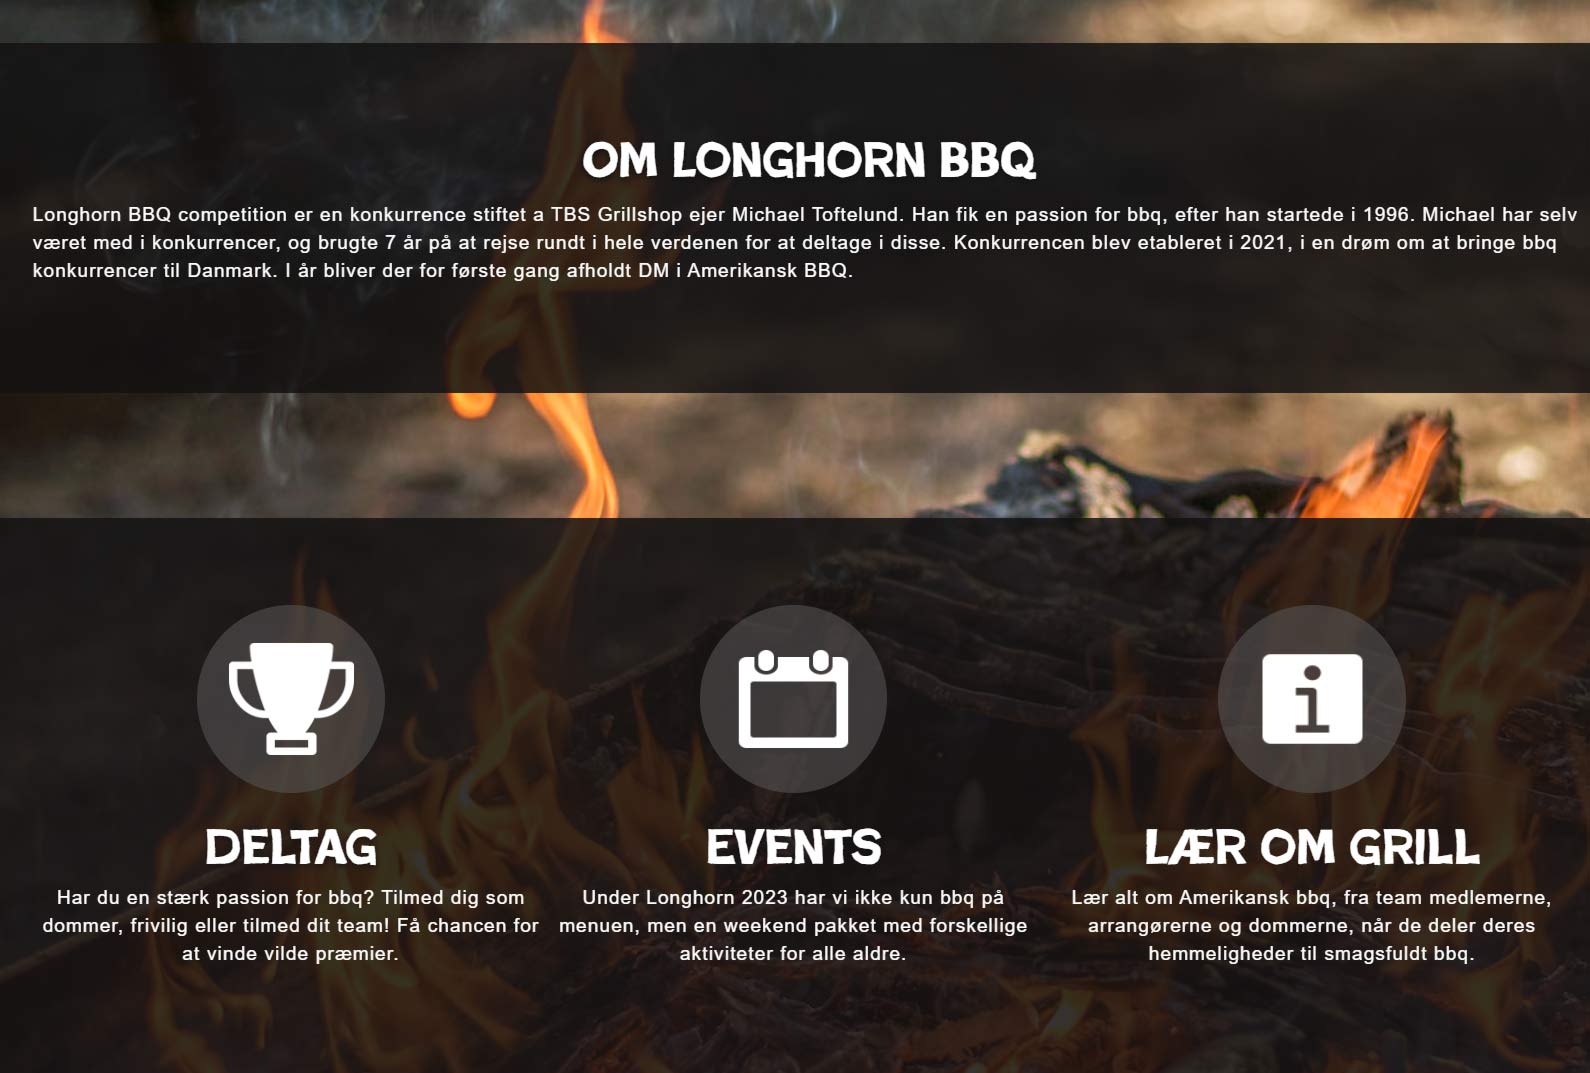 OM LONGHORN BBQ
Longhorn BBQ competition er en konkurrence stiftet a TBS Grillshop ejer Michael Toftelund. Han fik en passion for bbq, efter han startede i 1996. Michael har selv
været med i konkurrencer, og brugte 7 år på at rejse rundt i hele verdenen for at deltage i disse. Konkurrencen blev etableret i 2021, i en drøm om at bringe bbq
konkurrencer til Danmark. I år bliver der for første gang afholdt DM i Amerikansk BBQ.
DELTAG
Har du en stærk passion for bbq? Tilmed dig som
dommer, frivilig eller tilmed dit team! Få chancen for
at vinde vilde præmier.
EVENTS
Under Longhorn 2023 har vi ikke kun bbq på
menuen, men en weekend pakket med forskellige
aktiviteter for alle aldre.
LÆR OM GRILL
Lær alt om Amerikansk bbq, fra team medlemerne,
arrangørerne og dommerne, når de deler deres
hemmeligheder til smagsfuldt bbq.